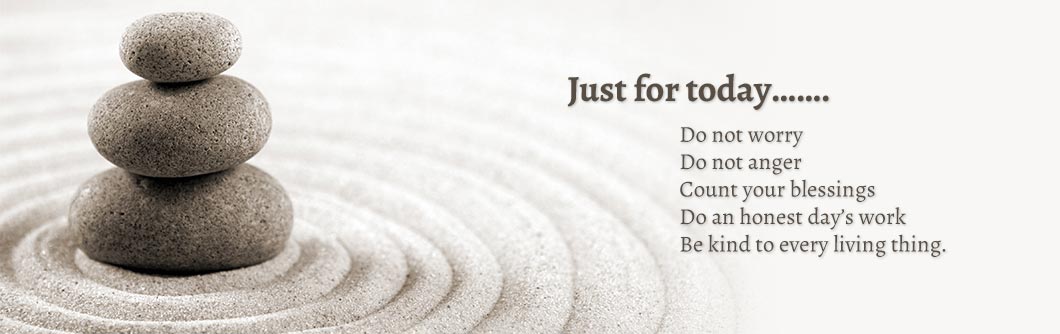 Just for today.......
Do not worry
Do not anger
Count your blessings
Do an honest day's work
Be kind to every living thing.